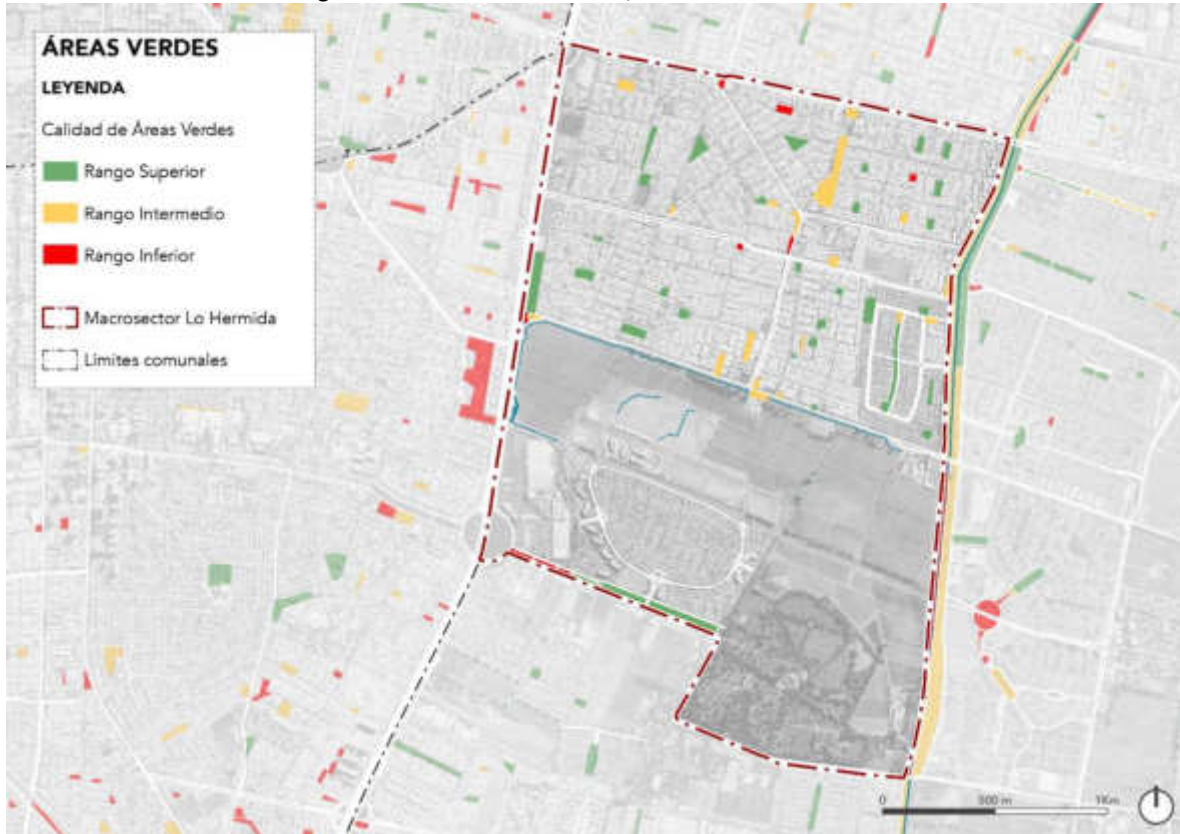 ÁREAS VERDES
LEYENDA
Calidad de Áreas Verdes
Rango Superior
Rango Intermedio
Rango Inferior
Macrosector Lo Hermida
Límites comunales
0 500 m 1Km